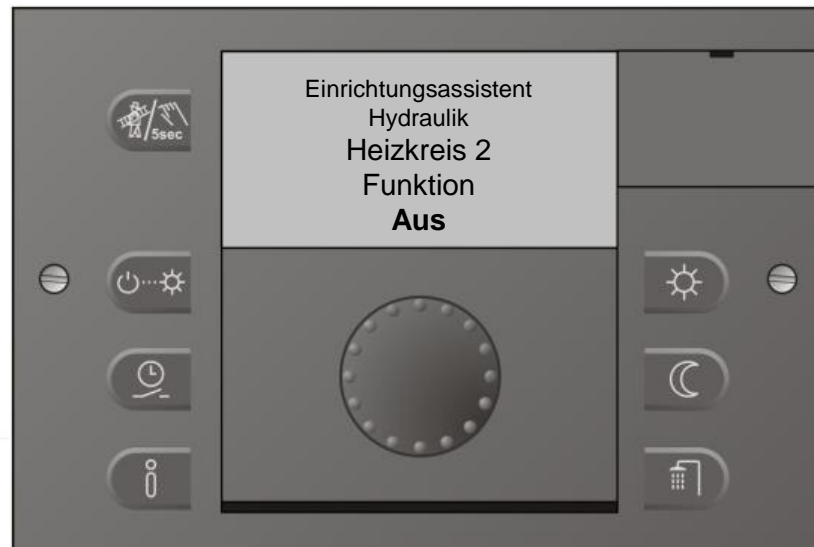 Einrichtungsassistent
Hydraulik
Heizkreis 2
Funktion
Aus
/5sec